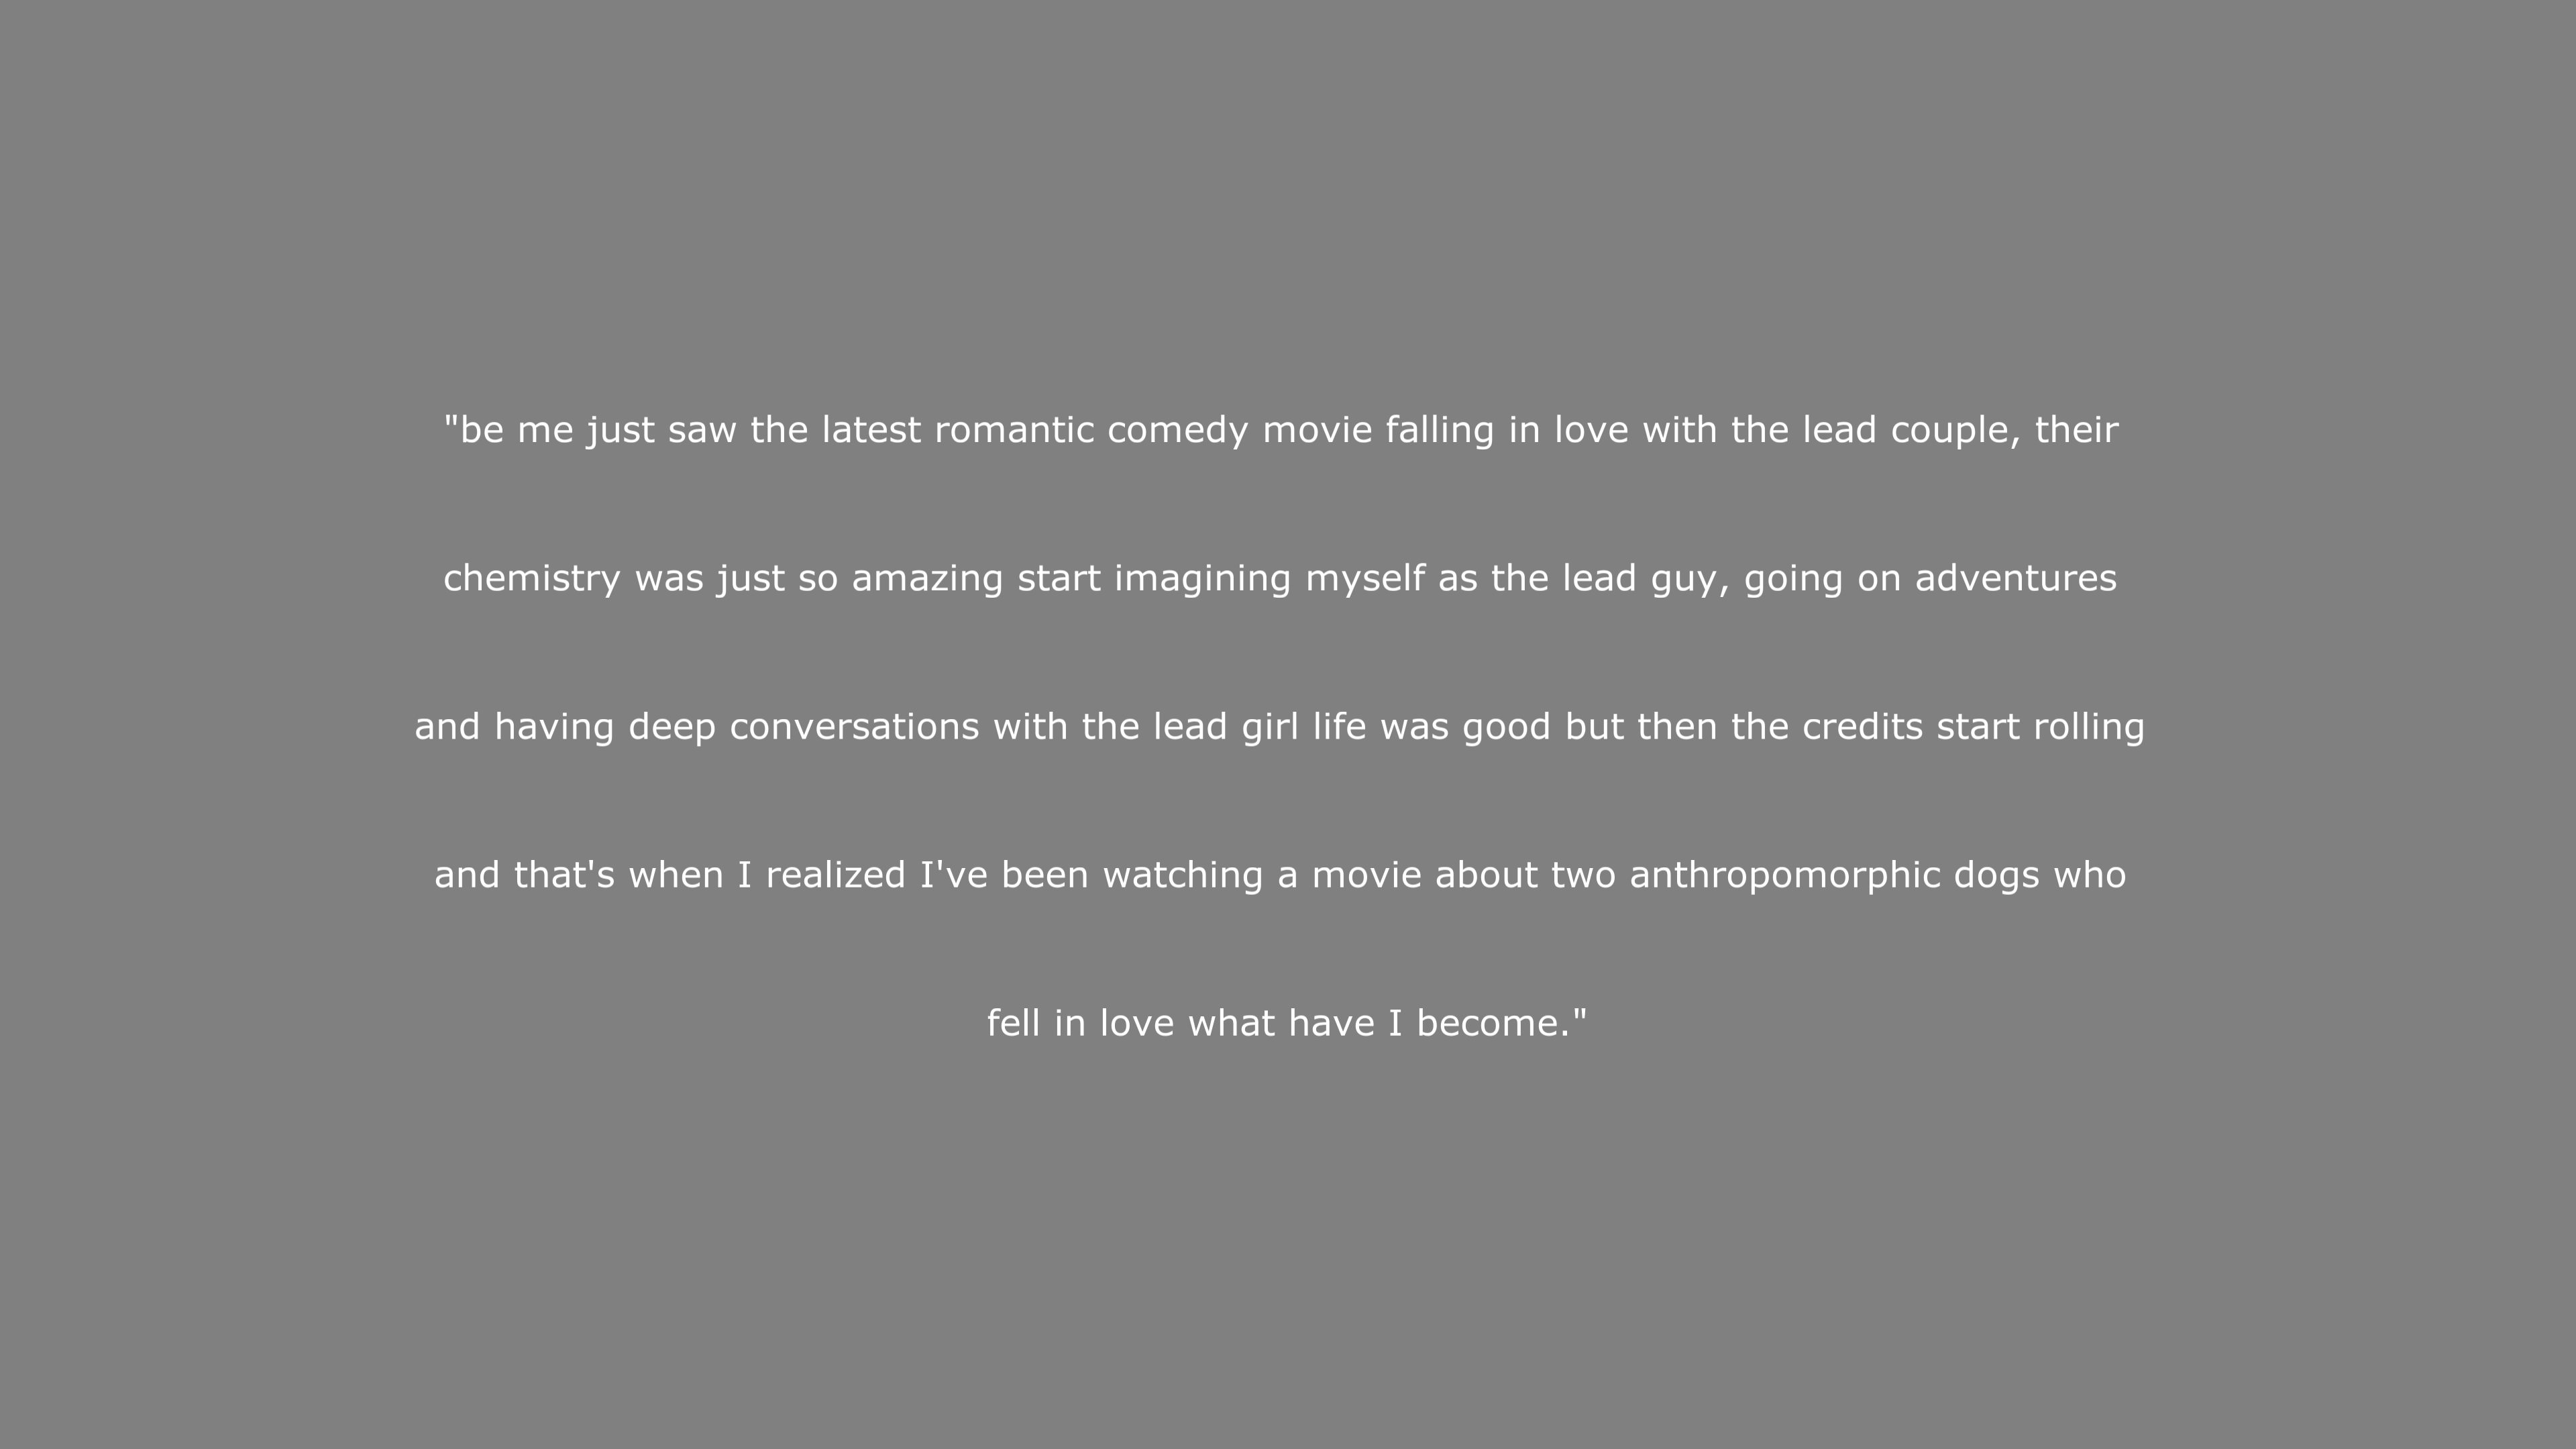 "be me just saw the latest romantic comedy movie falling in love with the lead couple, their
chemistry was just so amazing start imagining myself as the lead guy, going on adventures
and having deep conversations with the lead girl life was good but then the credits start rolling
and that's when I realized I've been watching a movie about two anthropomorphic dogs who
fell in love what have I become."